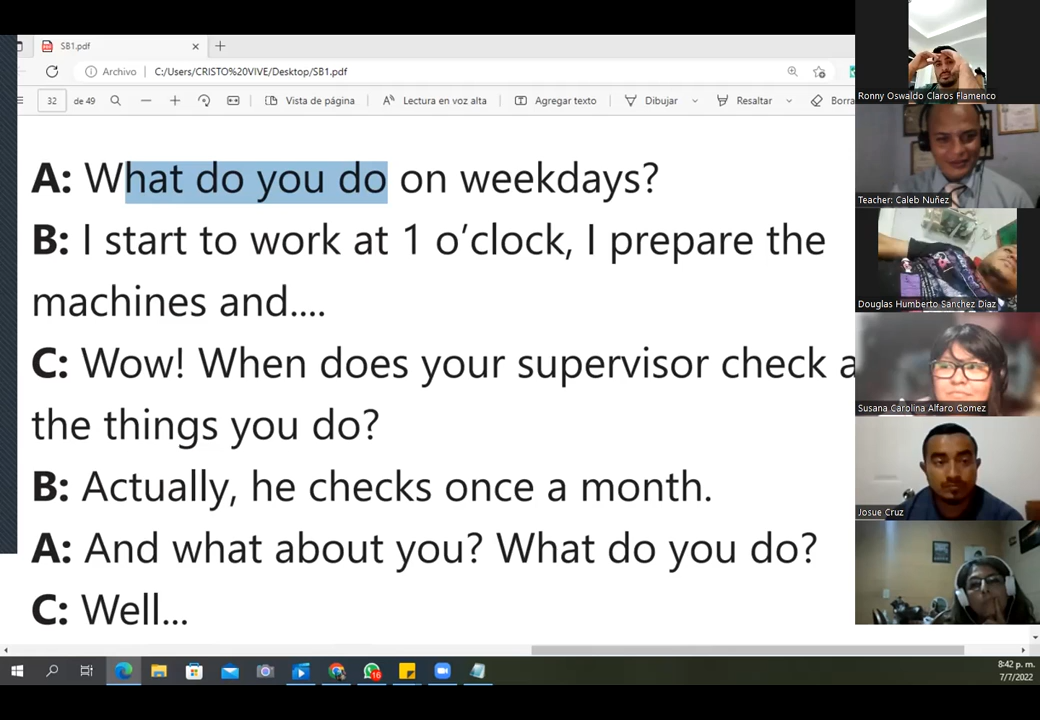 SB1.pdf
Archivo C:/Users/CRISTO%20VIVE/Desktop/SB1.pdf
32 de 49 Vista de página Lectura en voz alta Agregar texto Dibujar Resaltar Borra
A: What do you do on weekdays?
B: I start to work at 1 o'clock, I prepare the
machines and....
C: Wow! When does your supervisor check a
the things you do?
B: Actually, he checks once a month.
A: And what about you? What do you do?
C: Well...
Ronny Oswaldo Claros Flamenco
Teacher: Caleb Nuñez
Douglas Humberto Sanchez Diaz
Susana Carolina Alfaro Gomez
Josue Cruz
16
8:42 p. m.
7/7/2022